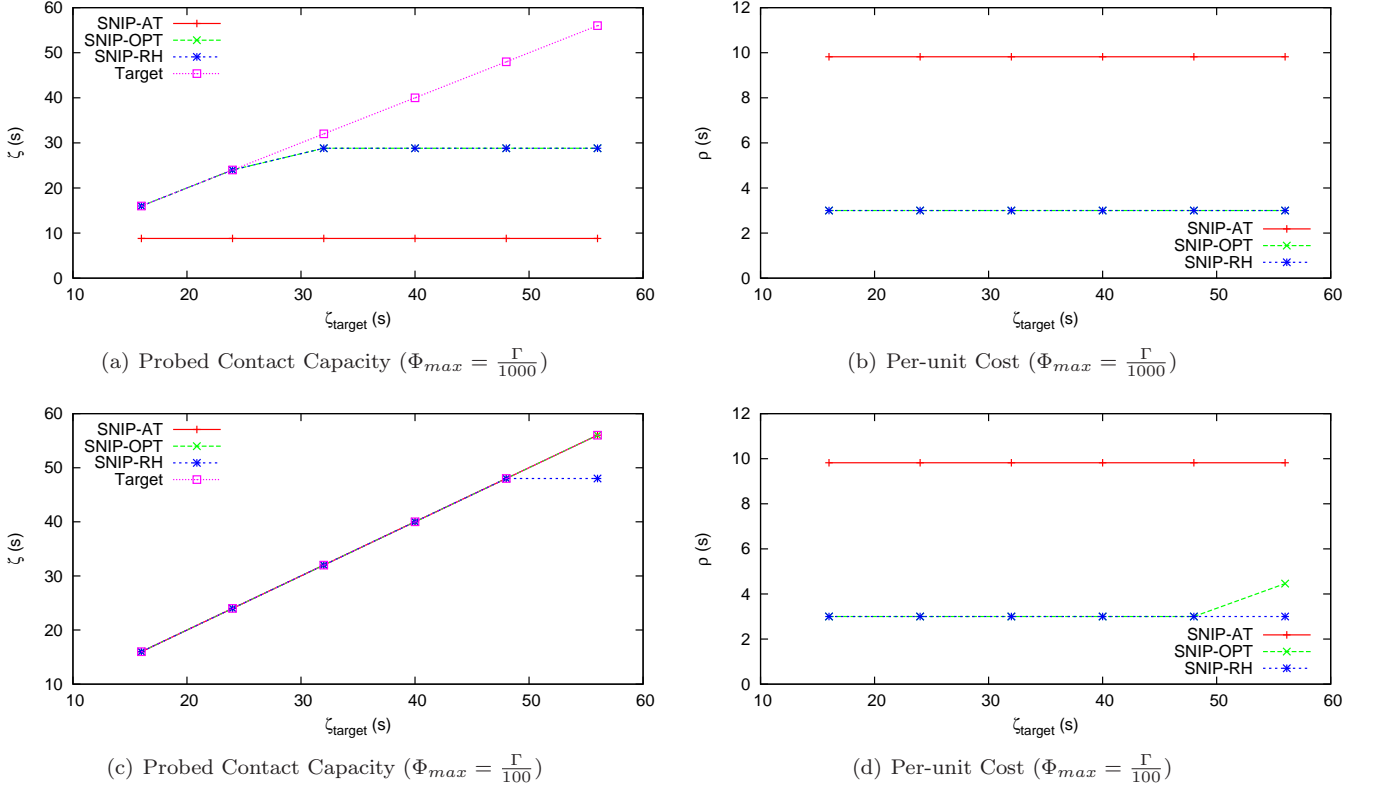 SNIP-AT
SNIP-OPT
SNIP-RH
Target
60
50
40
30
20
10
0
ζ (s)
10 20 30 40 50 60
ζtarget (s)
(a) Probed Contact Capacity (Φmax = Γ/1000)
12
10
8
6
4
2
0
ρ (s)
SNIP-AT
SNIP-OPT
SNIP-RH
10 20 30 40 50 60
ζtarget (s)
(b) Per-unit Cost (Φmax = Γ/1000)
SNIP-AT
SNIP-OPT
SNIP-RH
Target
60
50
40
30
20
10
ζ (s)
10 20 30 40 50 60
ζtarget (s)
(c) Probed Contact Capacity (Φmax = Γ/100)
12
10
8
6
4
2
0
ρ (s)
SNIP-AT
SNIP-OPT
SNIP-RH
10 20 30 40 50 60
ζtarget (s)
(d) Per-unit Cost (Φmax = Γ/100)